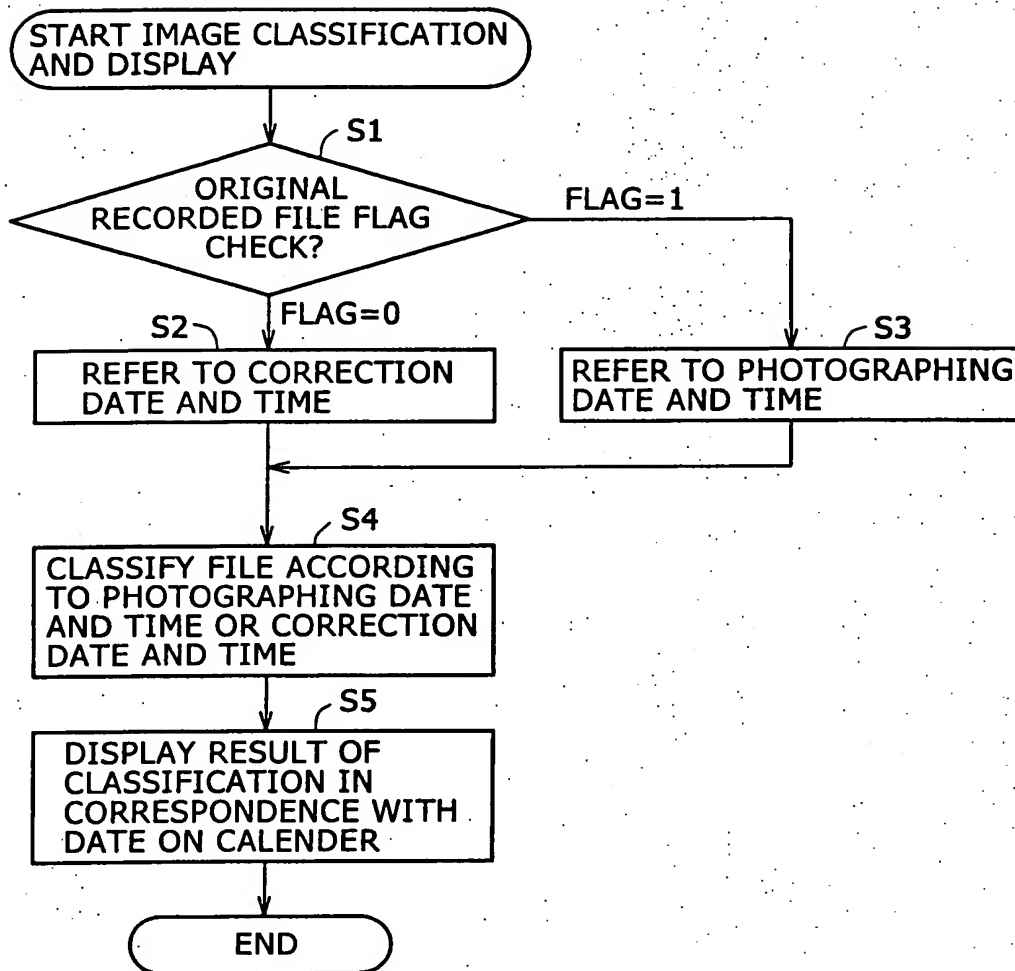 START IMAGE CLASSIFICATION
AND DISPLAY
S1
ORIGINAL
RECORDED FILE FLAG
CHECK?
FLAG=1
FLAG=0
S2
REFER TO CORRECTION
DATE AND TIME
S3
REFER TO PHOTOGRAPHING
DATE AND TIME
S4
CLASSIFY FILE ACCORDING
TO PHOTOGRAPHING DATE
AND TIME OR CORRECTION
DATE AND TIME
S5
DISPLAY RESULT OF
CLASSIFICATION IN
CORRESPONDENCE WITH
DATE ON CALENDER
END